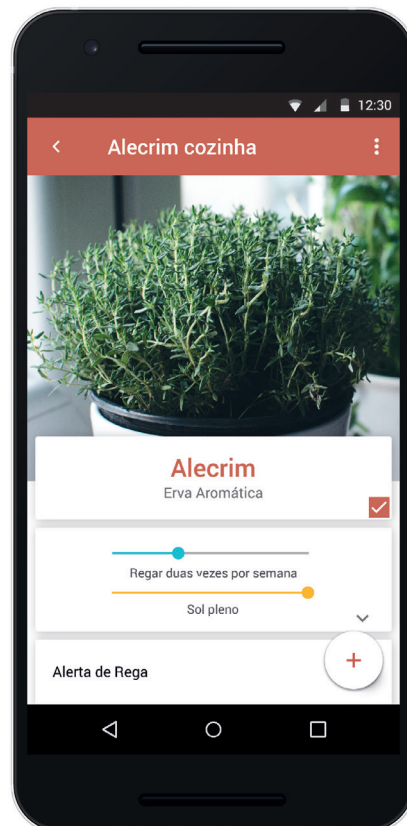 12:30
Alecrim cozinha
Alecrim
Erva Aromática
Regar duas vezes por semana
Sol pleno
Alerta de Rega